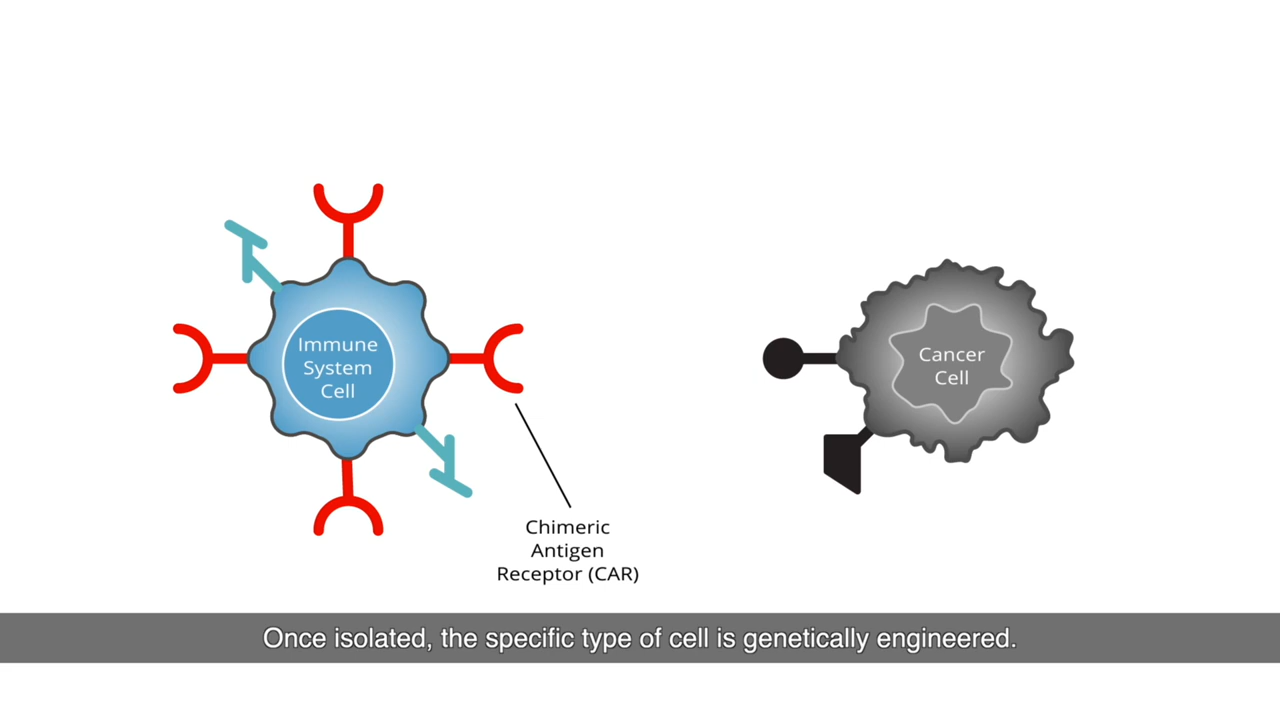 Immune
System
Cell
Cancer
Cell
Chimeric
Antigen
Receptor (CAR)
Once isolated, the specific type of cell is genetically engineered.